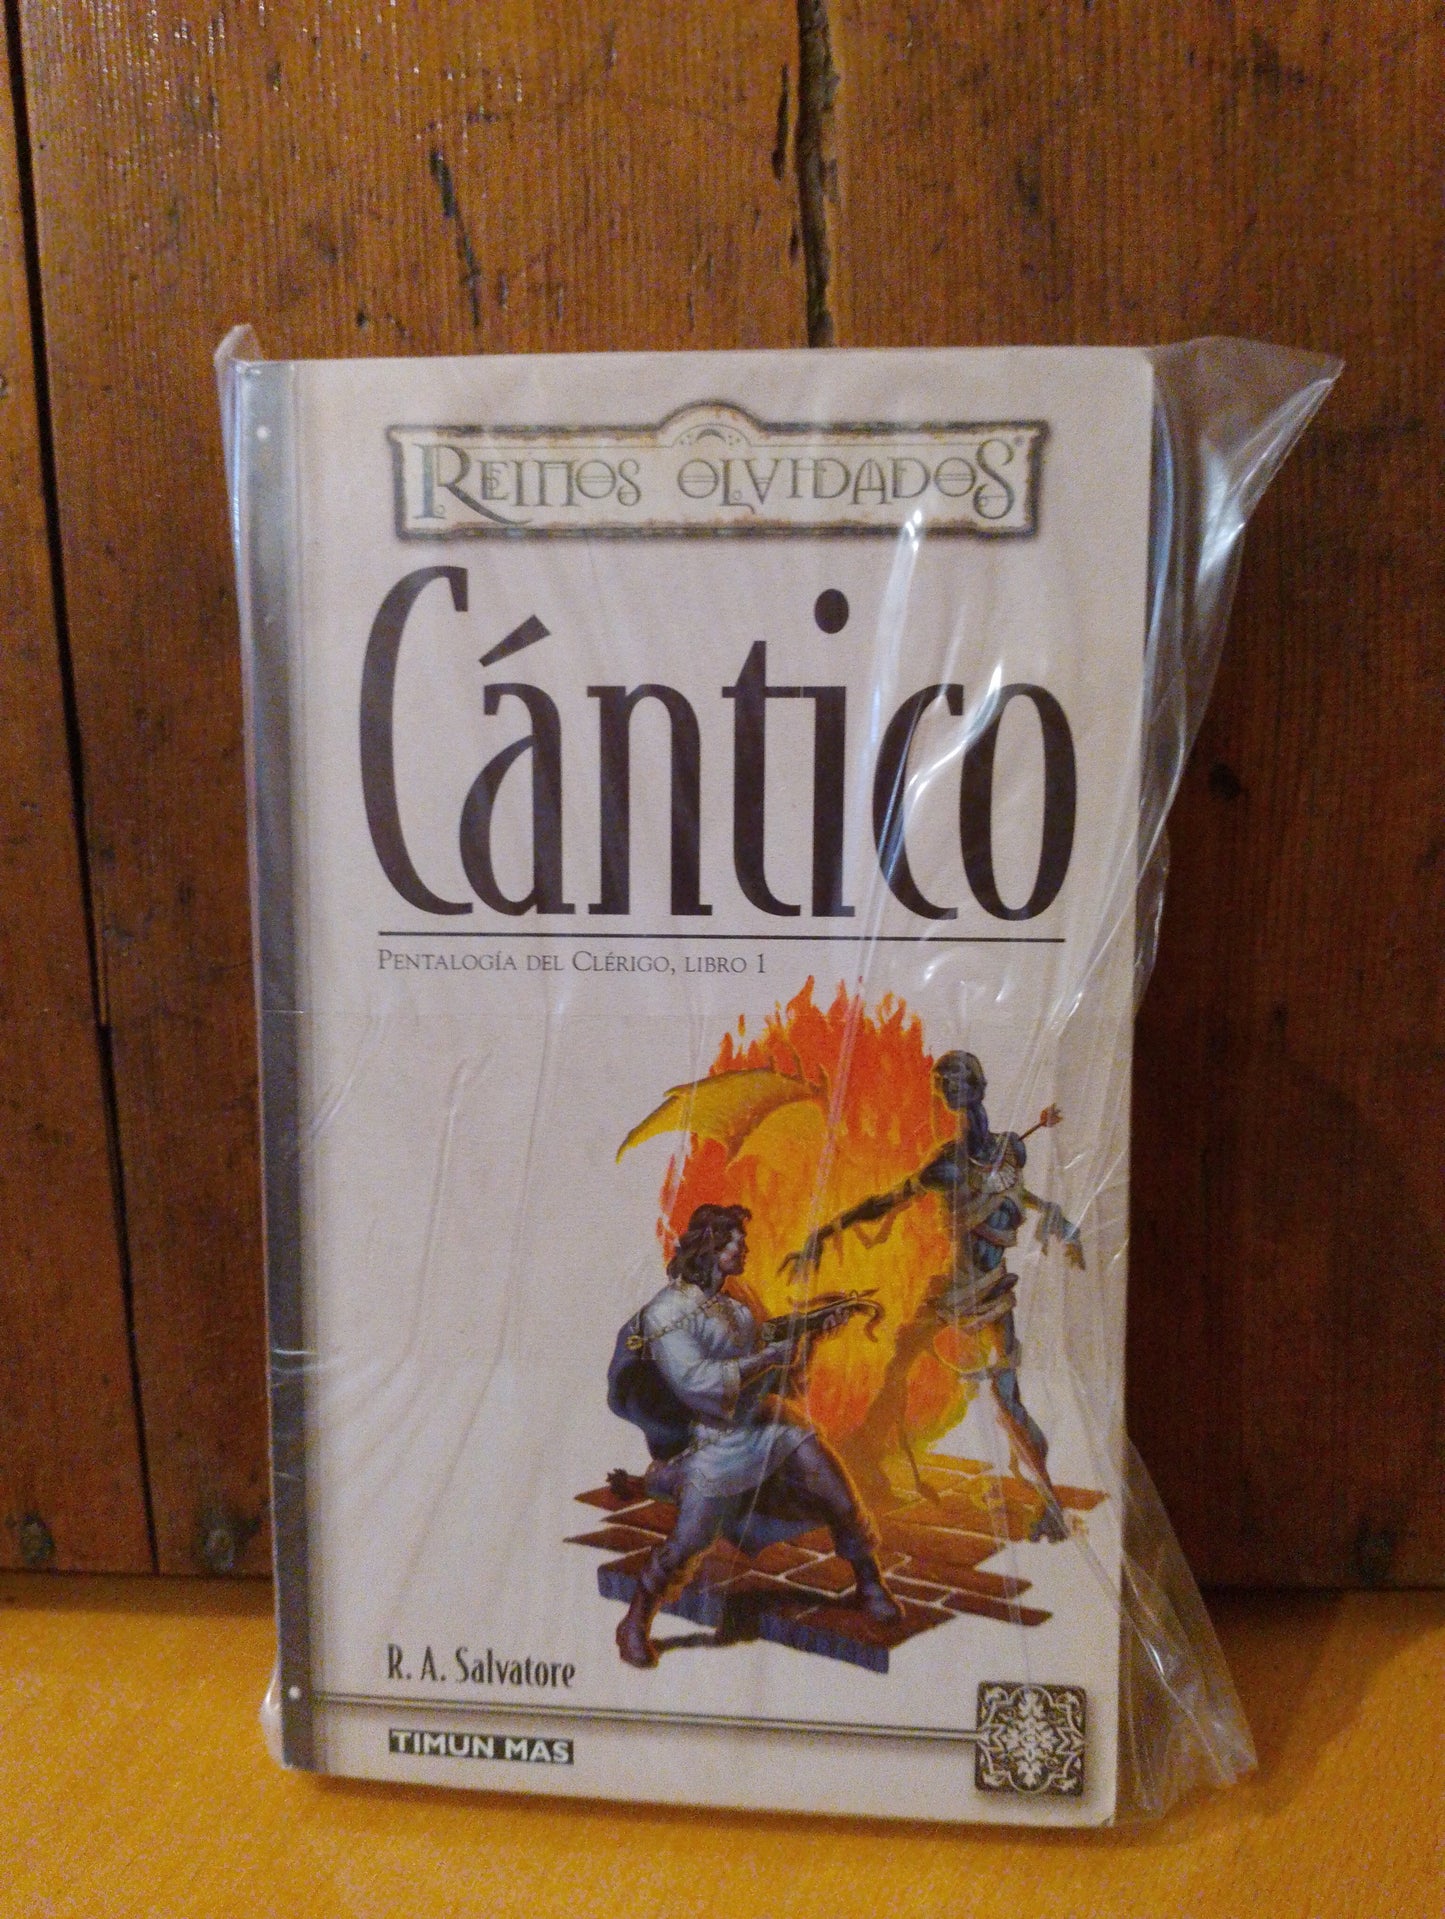 REINOS OLVIDADOS®
Cántico
PENTALOGÍA DEL CLÉRIGO, LIBRO 1
R. A. Salvatore
TIMUN MAS